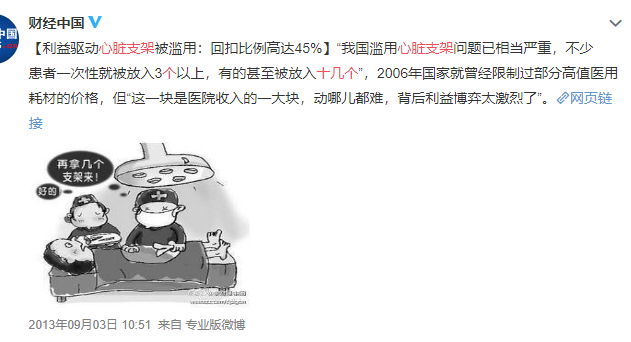 中国
财经中国
【利益驱动心脏支架被滥用：回扣比例高达45%】“我国滥用心脏支架问题已相当严重，不少
患者一次性就被放入3个以上，有的甚至被放入十几个”，2006年国家就曾经限制过部分高值医用
耗材的价格，但“这一块是医院收入的一大块，动哪儿都难，背后利益博弈太激烈了”。网页链
接
再拿几个
支架来！
好的
2013年09月03日 10:51 来自 专业版微博